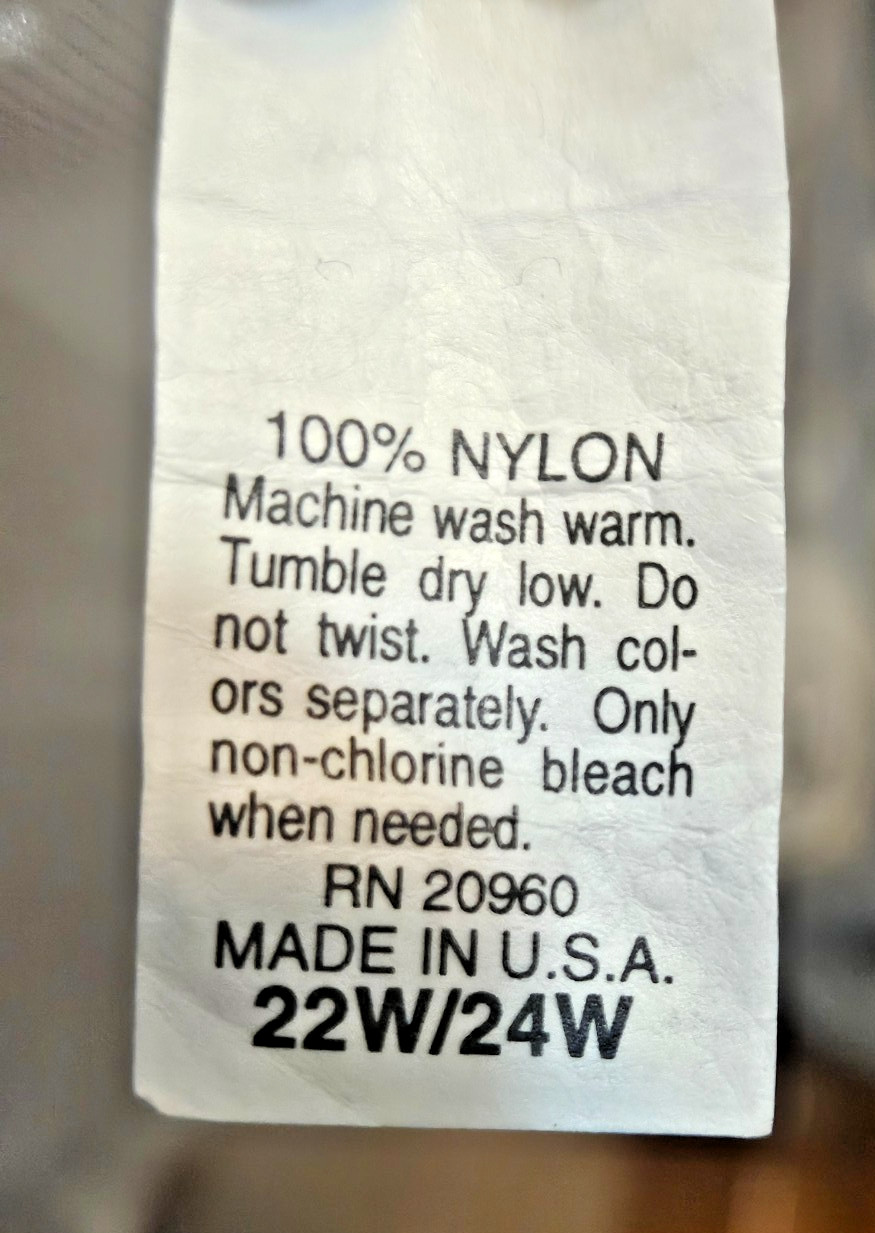 100% NYLON
Machine wash warm.
Tumble dry low. Do
not twist. Wash col-
ors separately. Only
non-chlorine bleach
when needed.
RN 20960
MADE IN U.S.A.
22W/24W